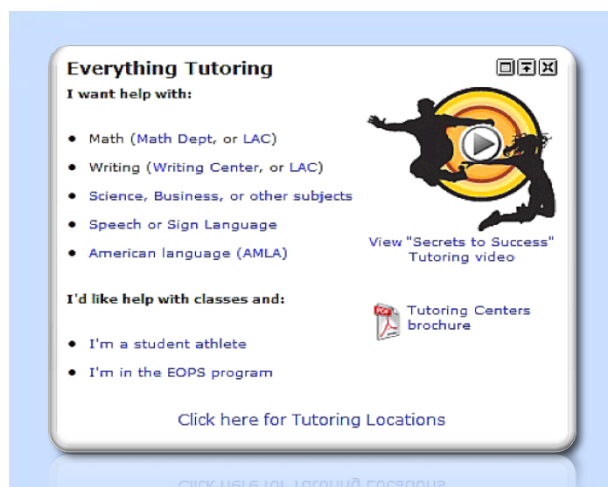 Everything Tutoring
I want help with:
Math (Math Dept, or LAC)
Writing (Writing Center, or LAC)
Science, Business, or other subjects
Speech or Sign Language
American language (AMLA)
View "Secrets to Success"
Tutoring video
I'd like help with classes and:
I'm a student athlete
I'm in the EOPS program
PDF
Tutoring Centers
brochure
Click here for Tutoring Locations